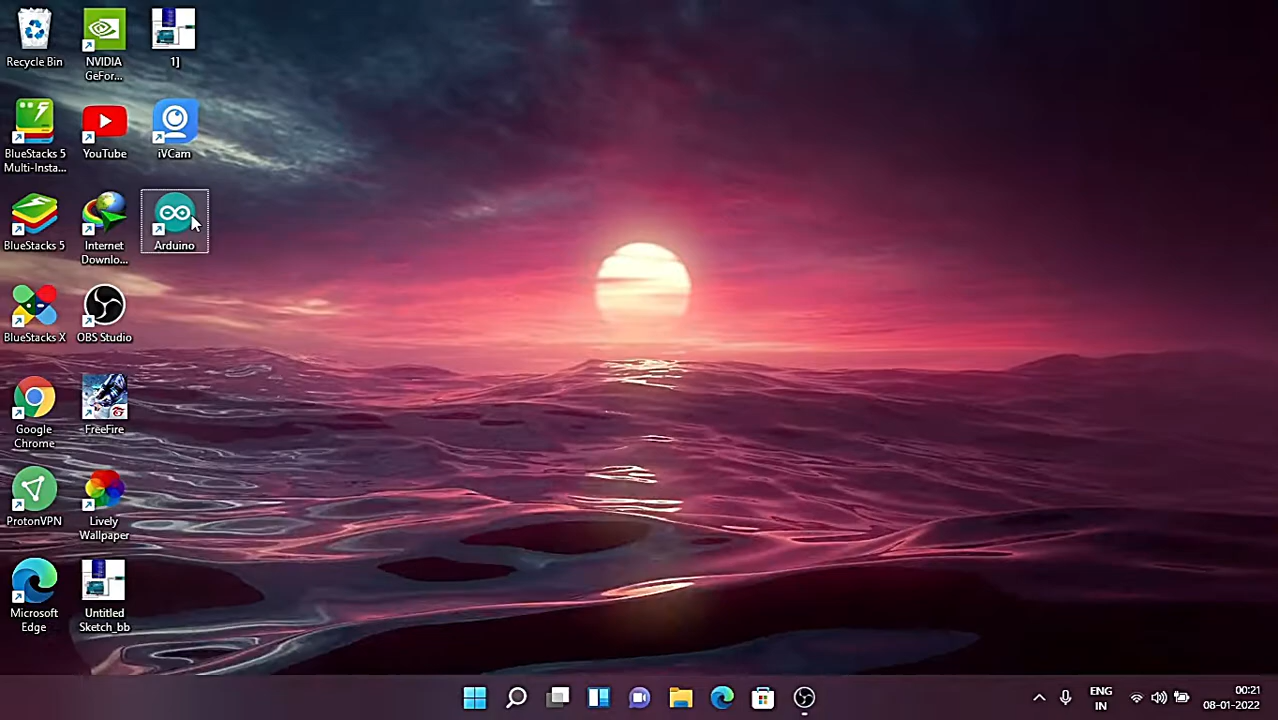 Recycle Bin
NVIDIA
GeFor...
1]
BlueStacks 5
Multi-Insta...
YouTube
iVCam
BlueStacks 5
Internet
Downlo...
Arduino
BlueStacks X
OBS Studio
Google
Chrome
FreeFire
ProtonVPN
Lively
Wallpaper
Microsoft
Edge
Untitled
Sketch_bb
ENG
IN
00:21
08-01-2022